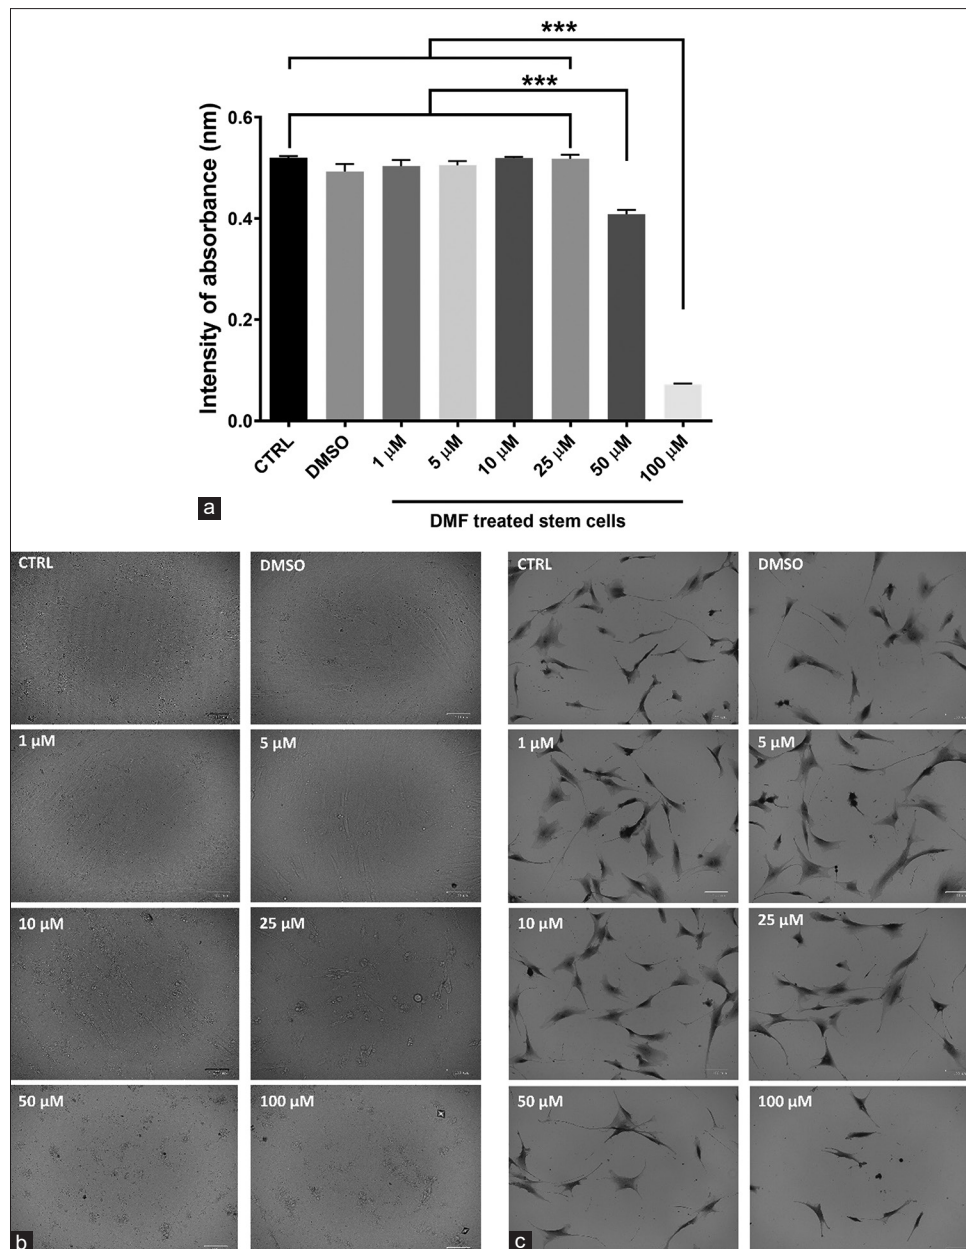 ***
***
Intensity of absorbance (nm)
0.6
0.4
0.2
0.0
CTRL
DMSO
1 µM
5 µM
10 µM
25 µM
50 µM
100 µM
a
DMF treated stem cells
CTRL
DMSO
CTRL
DMSO
1 µM
5 µM
1 µM
5 µM
10 µM
25 µM
10 µM
25 µM
50 µM
100 µM
50 µM
100 µM
b
c